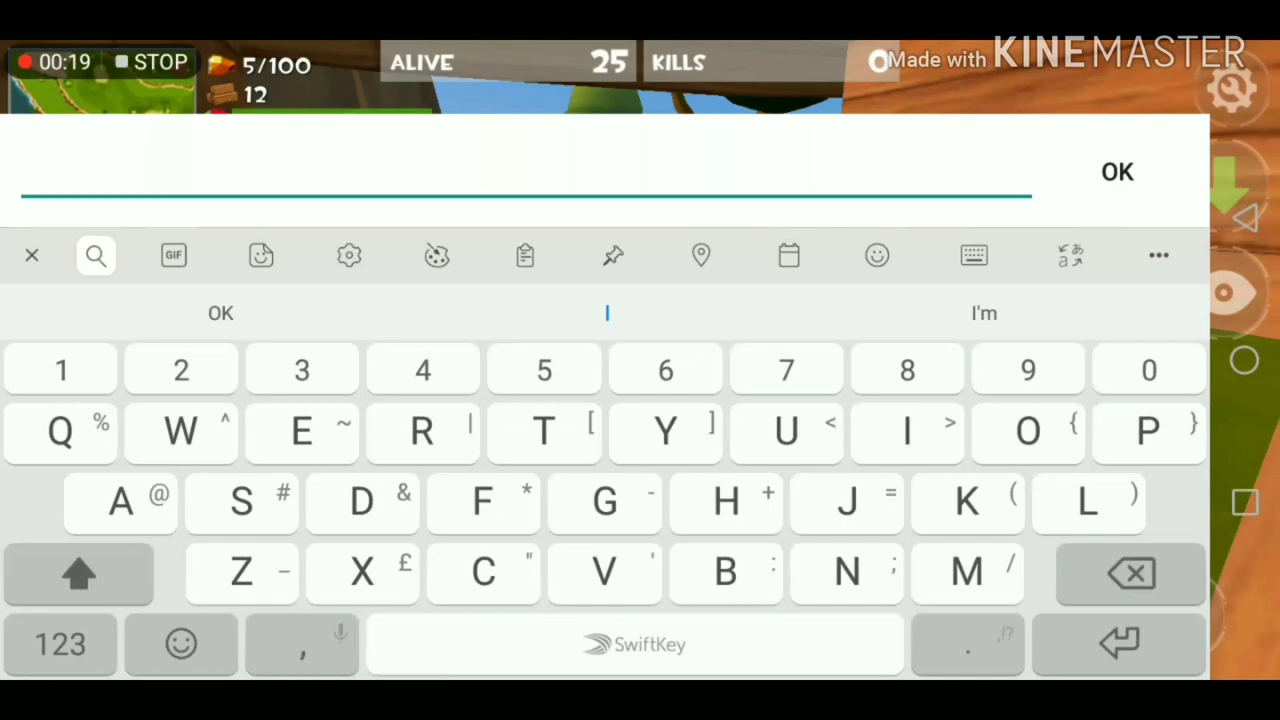 00:19 STOP 5/100 ALIVE 25 KILLS 0 Made with KINEMASTER
12
OK
GIF
OK I I'm
1 2 3 4 5 6 7 8 9 0
Q % W ^ E ~ R | T [ Y ] U < I > O { P }
A @ S # D & F * G - H + J = K ( L )
Z _ X £ C " V ' B : N ; M /
123 , SwiftKey . ,!?